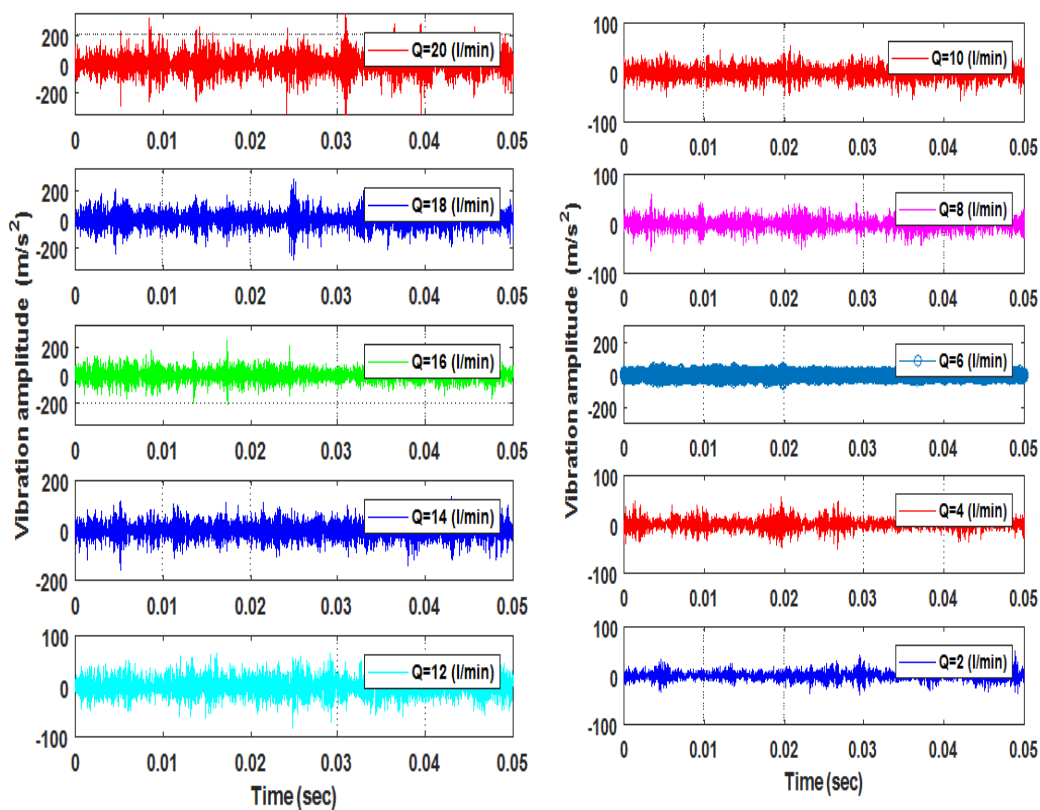 Vibration amplitude (m/s²)
200
0
-200
Q=20 (l/min)
0 0.01 0.02 0.03 0.04 0.05
200
0
-200
Q=18 (l/min)
0 0.01 0.02 0.03 0.04 0.05
200
0
-200
Q=16 (l/min)
0 0.01 0.02 0.03 0.04 0.05
200
0
-200
Q=14 (l/min)
0 0.01 0.02 0.03 0.04 0.05
100
0
-100
Q=12 (l/min)
0 0.01 0.02 0.03 0.04 0.05
Time (sec)
Vibration amplitude (m/s²)
100
0
-100
Q=10 (l/min)
0 0.01 0.02 0.03 0.04 0.05
100
0
-100
Q=8 (l/min)
0 0.01 0.02 0.03 0.04 0.05
200
0
-200
Q=6 (l/min)
0 0.01 0.02 0.03 0.04 0.05
100
0
-100
Q=4 (l/min)
0 0.01 0.02 0.03 0.04 0.05
100
0
-100
Q=2 (l/min)
0 0.01 0.02 0.03 0.04 0.05
Time (sec)